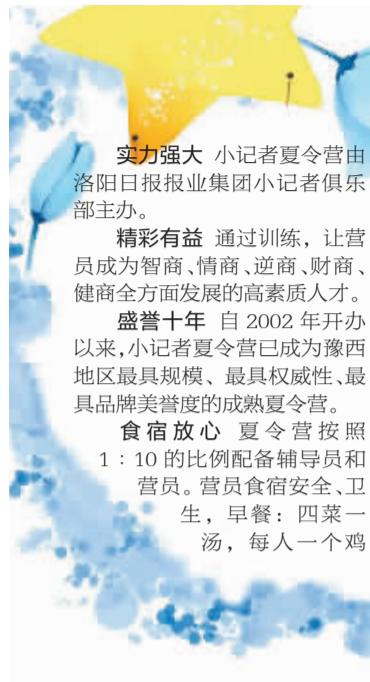 实力强大 小记者夏令营由
洛阳日报报业集团小记者俱乐
部主办。
精彩有益 通过训练，让营
员成为智商、情商、逆商、财商、
健商全方面发展的高素质人才。
盛誉十年 自 2002 年开办
以来，小记者夏令营已成为豫西
地区最具规模、最具权威性、最
具品牌美誉度的成熟夏令营。
食宿放心 夏令营按照
1：10 的比例配备辅导员和
营员。营员食宿安全、卫
生，早餐：四菜一
汤，每人一个鸡